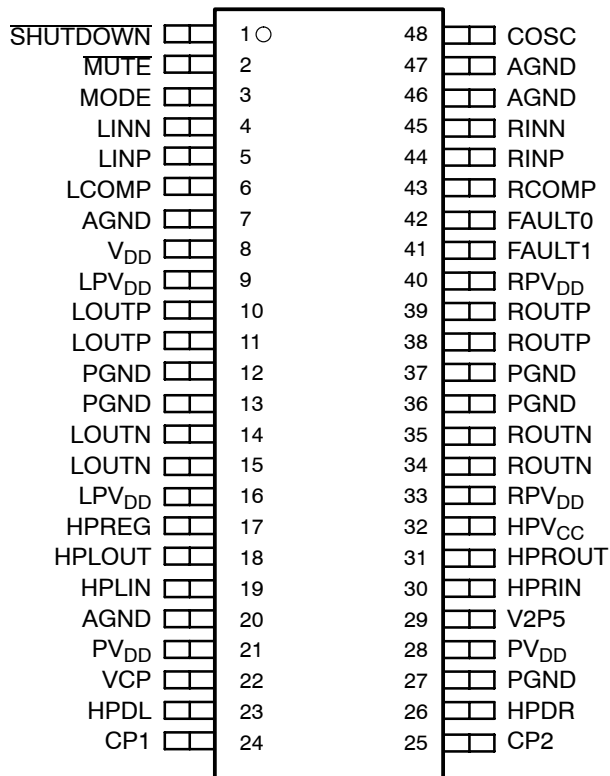 SHUTDOWN 1 48 COSC
MUTE 2 47 AGND
MODE 3 46 AGND
LINN 4 45 RINN
LINP 5 44 RINP
LCOMP 6 43 RCOMP
AGND 7 42 FAULT0
VDD 8 41 FAULT1
LPVDD 9 40 RPVDD
LOUTP 10 39 ROUTP
LOUTP 11 38 ROUTP
PGND 12 37 PGND
PGND 13 36 PGND
LOUTN 14 35 ROUTN
LOUTN 15 34 ROUTN
LPVDD 16 33 RPVDD
HPREG 17 32 HPVCC
HPLOUT 18 31 HPROUT
HPLIN 19 30 HPRIN
AGND 20 29 V2P5
PVDD 21 28 PVDD
VCP 22 27 PGND
HPDL 23 26 HPDR
CP1 24 25 CP2